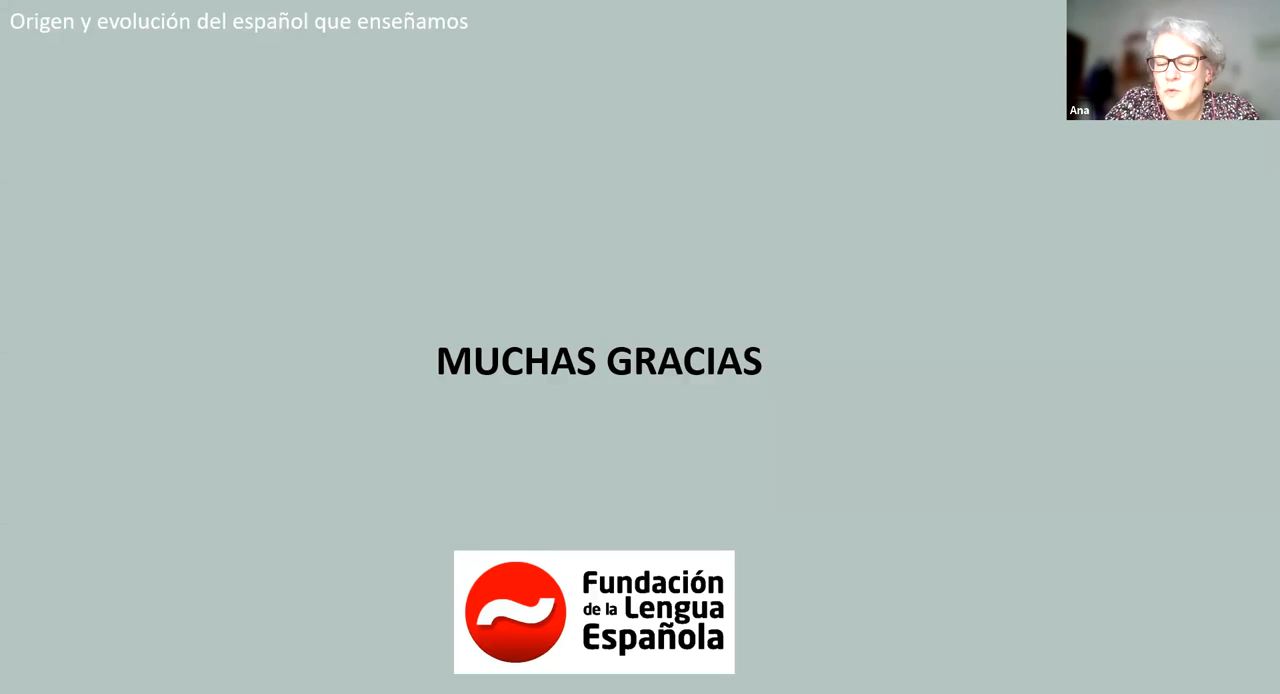 Origen y evolución del español que enseñamos
Ana
MUCHAS GRACIAS
Fundación
de la Lengua
Española